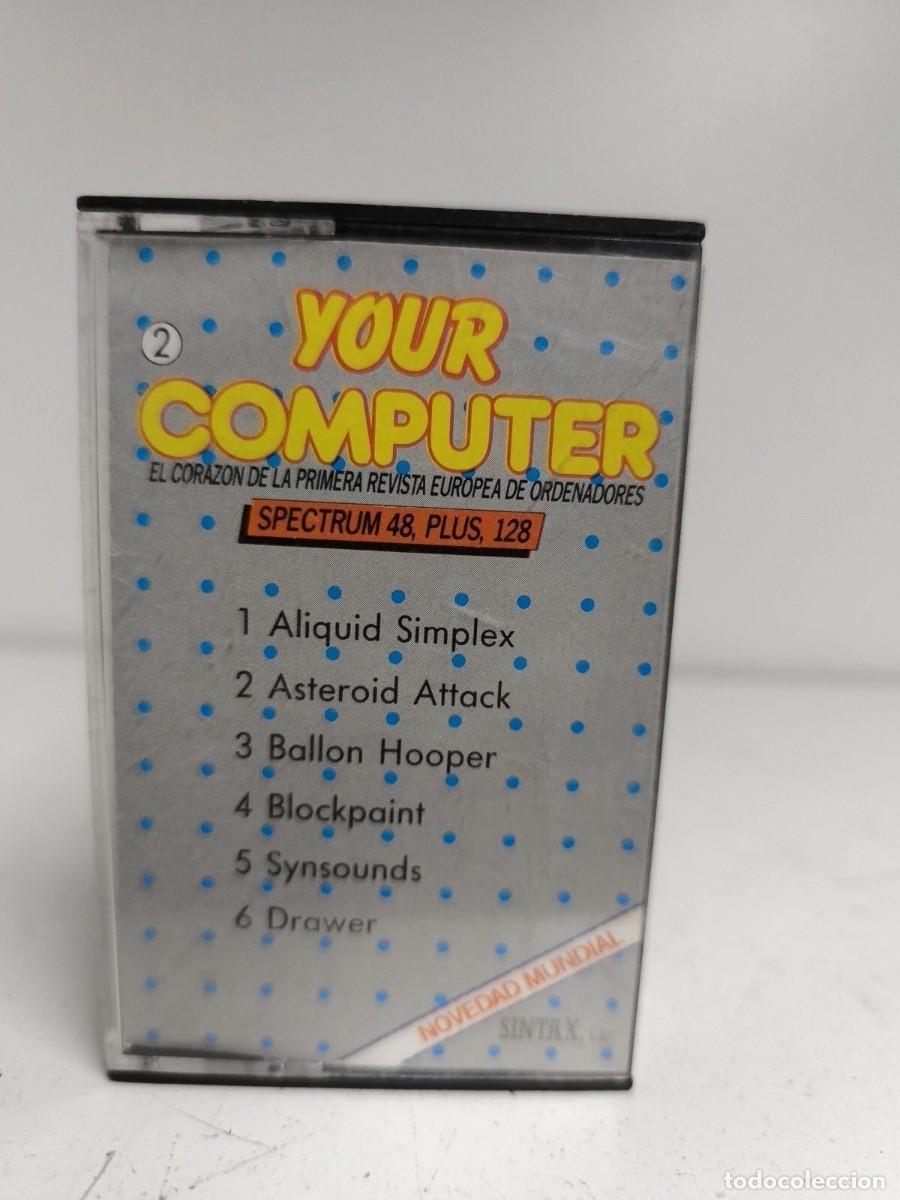 2
YOUR
COMPUTER
EL CORAZON DE LA PRIMERA REVISTA EUROPEA DE ORDENADORES
SPECTRUM 48, PLUS, 128
1 Aliquid Simplex
2 Asteroid Attack
3 Ballon Hooper
4 Blockpaint
5 Synsounds
6 Drawer
NOVEDAD MUNDIAL
SINTAX,
todocoleccion